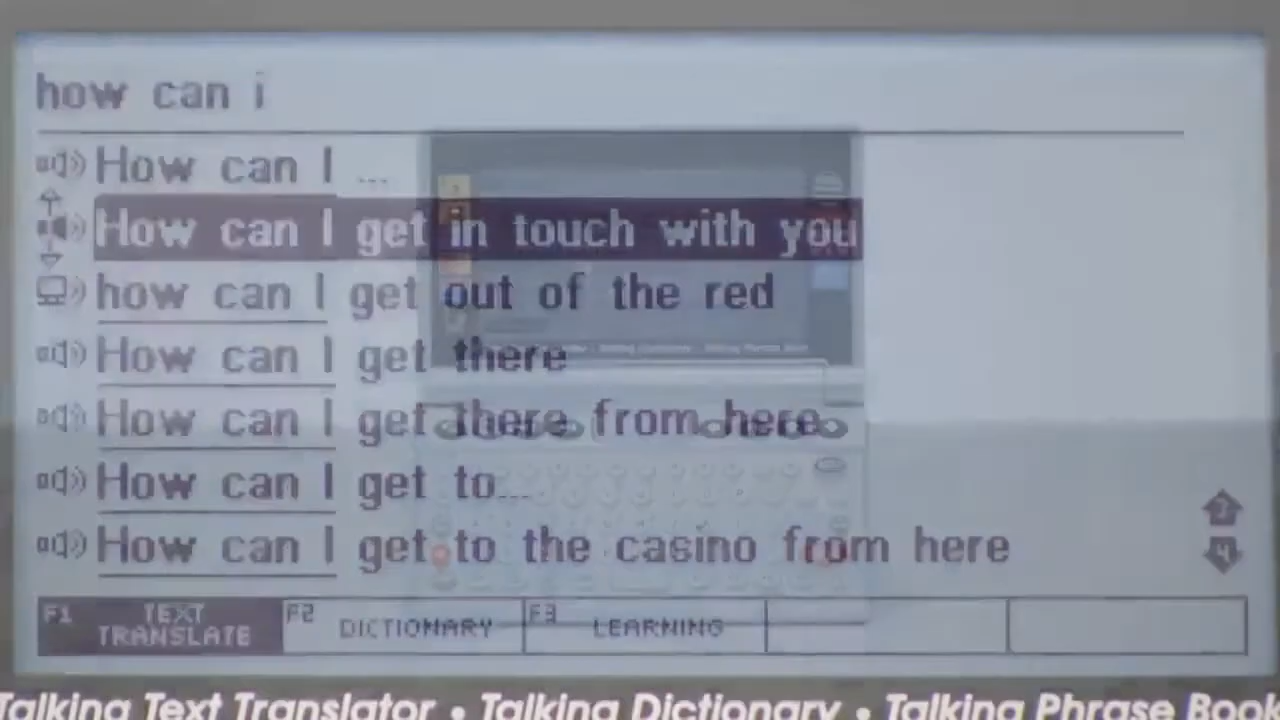 how can i
How can I ...
How can I get in touch with you
how can I get out of the red
How can I get there
How can I get there from here
How can I get to...
How can I get to the casino from here
F1 TEXT TRANSLATE F2 DICTIONARY F3 LEARNING
Talking Text Translator • Talking Dictionary • Talking Phrase Book